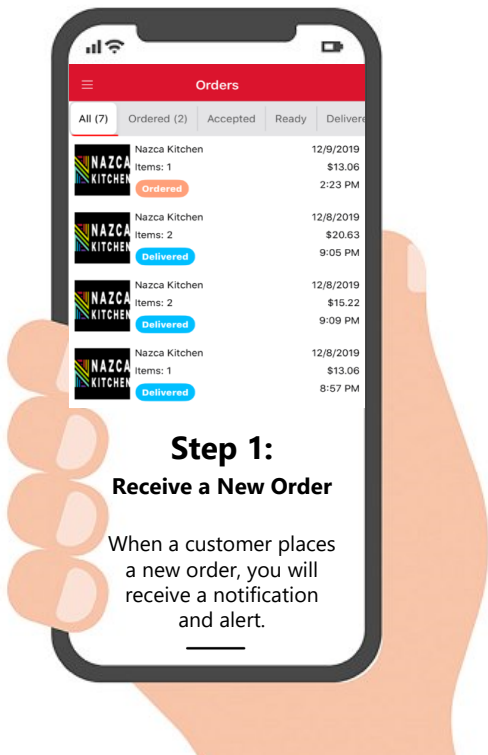 Orders
All (7) Ordered (2) Accepted Ready Delivere
NAZCA KITCHEN
Nazca Kitchen 12/9/2019
Items: 1 $13.06
Ordered 2:23 PM
NAZCA KITCHEN
Nazca Kitchen 12/8/2019
Items: 2 $20.63
Delivered 9:05 PM
NAZCA KITCHEN
Nazca Kitchen 12/8/2019
Items: 2 $15.22
Delivered 9:09 PM
NAZCA KITCHEN
Nazca Kitchen 12/8/2019
Items: 1 $13.06
Delivered 8:57 PM
Step 1:
Receive a New Order
When a customer places
a new order, you will
receive a notification
and alert.